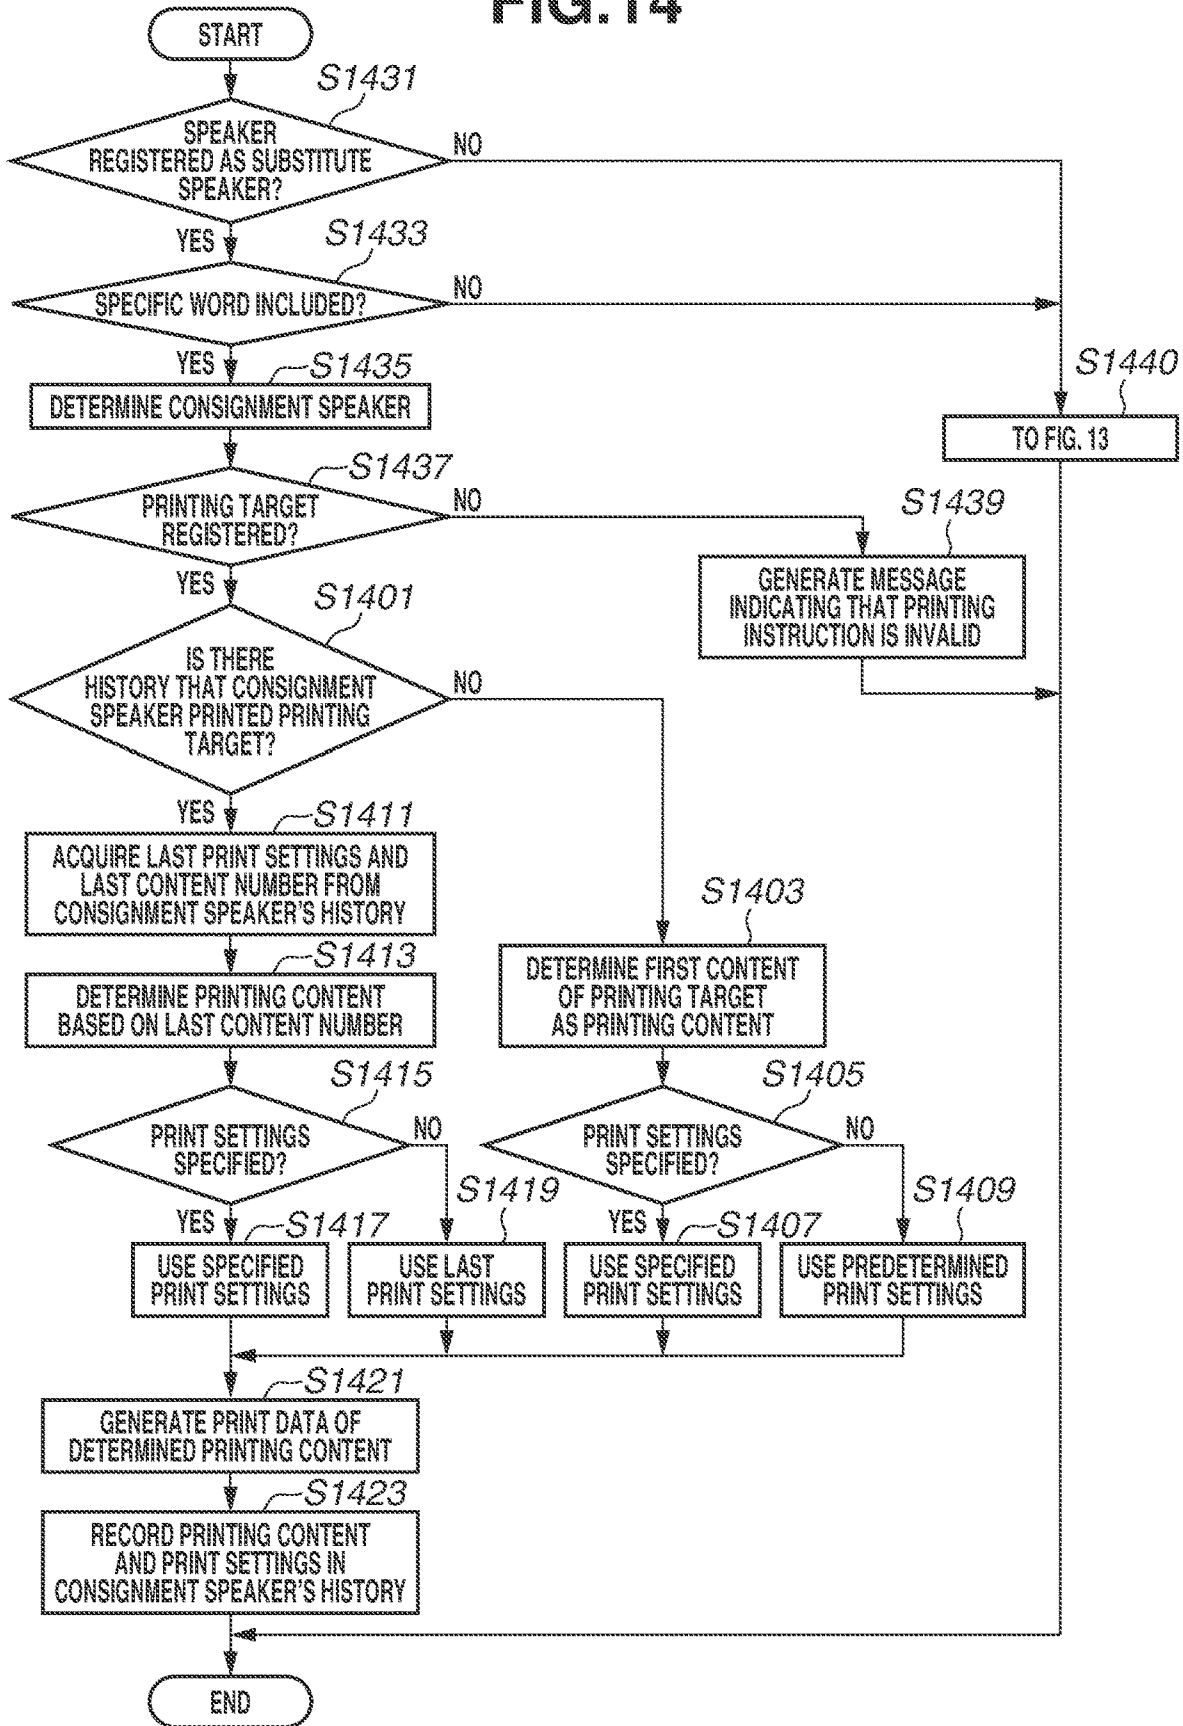 FIG.14
START
S1431
SPEAKER
REGISTERED AS SUBSTITUTE
SPEAKER?
NO
YES
S1433
SPECIFIC WORD INCLUDED?
NO
YES
S1435
DETERMINE CONSIGNMENT SPEAKER
S1440
TO FIG. 13
S1437
PRINTING TARGET
REGISTERED?
NO
YES
S1439
GENERATE MESSAGE
INDICATING THAT PRINTING
INSTRUCTION IS INVALID
S1401
IS THERE
HISTORY THAT CONSIGNMENT
SPEAKER PRINTED PRINTING
TARGET?
NO
YES
S1411
ACQUIRE LAST PRINT SETTINGS AND
LAST CONTENT NUMBER FROM
CONSIGNMENT SPEAKER'S HISTORY
S1413
DETERMINE PRINTING CONTENT
BASED ON LAST CONTENT NUMBER
S1403
DETERMINE FIRST CONTENT
OF PRINTING TARGET
AS PRINTING CONTENT
S1415
PRINT SETTINGS
SPECIFIED?
NO
YES
S1405
PRINT SETTINGS
SPECIFIED?
NO
YES
S1417
USE SPECIFIED
PRINT SETTINGS
S1419
USE LAST
PRINT SETTINGS
S1407
USE SPECIFIED
PRINT SETTINGS
S1409
USE PREDETERMINED
PRINT SETTINGS
S1421
GENERATE PRINT DATA OF
DETERMINED PRINTING CONTENT
S1423
RECORD PRINTING CONTENT
AND PRINT SETTINGS IN
CONSIGNMENT SPEAKER'S HISTORY
END